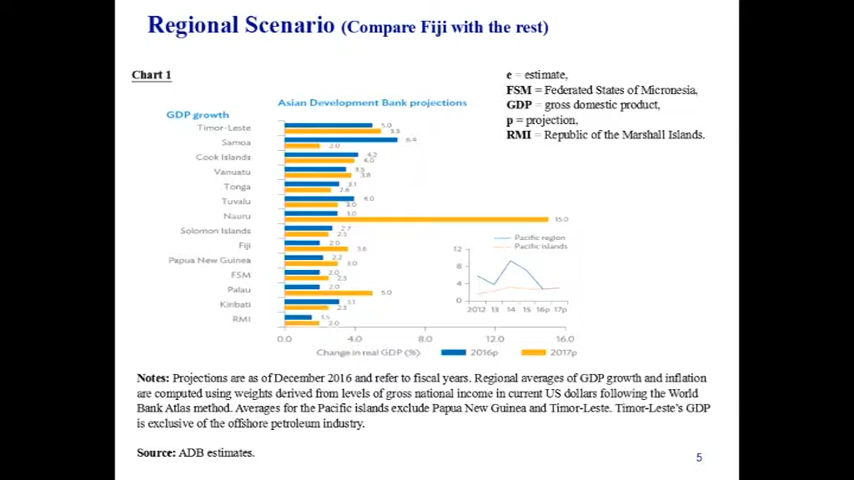 Regional Scenario (Compare Fiji with the rest)
Chart 1
e = estimate,
FSM = Federated States of Micronesia,
GDP = gross domestic product,
p = projection,
RMI = Republic of the Marshall Islands.
Asian Development Bank projections
GDP growth
Timor-Leste 5.0 5.5
Samoa 6.4 2.0
Cook Islands 4.2 4.0
Vanuatu 3.5 3.8
Tonga 3.1 2.6
Tuvalu 4.0 3.0
Nauru 3.0 15.0
Solomon Islands 2.7 2.5
Fiji 2.0 3.6
Papua New Guinea 2.2 3.0
FSM 2.0 2.5
Palau 2.0 5.0
Kiribati 3.1 2.5
RMI 1.5 2.0
0.0 4.0 8.0 12.0 16.0
Change in real GDP (%) 2016p 2017p
Pacific region
Pacific islands
12
8
4
0
2012 13 14 15 16p 17p
Notes: Projections are as of December 2016 and refer to fiscal years. Regional averages of GDP growth and inflation
are computed using weights derived from levels of gross national income in current US dollars following the World
Bank Atlas method. Averages for the Pacific islands exclude Papua New Guinea and Timor-Leste. Timor-Leste's GDP
is exclusive of the offshore petroleum industry.
Source: ADB estimates.
5